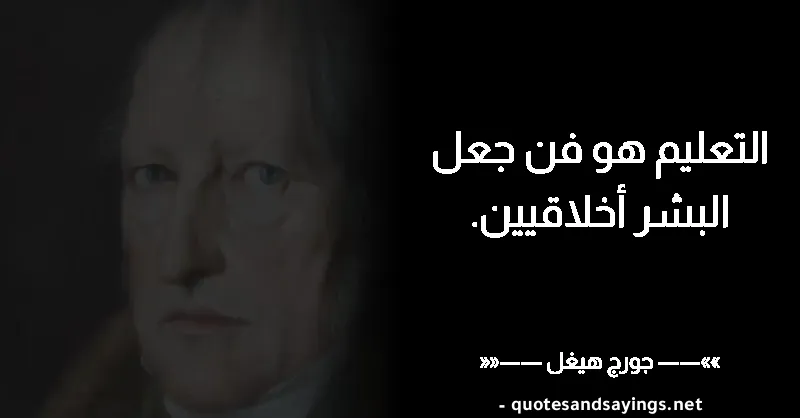 التعليم هو فن جعل
البشر أخلاقيين.
»»—— جورج هيغل ——««
- quotesandsayings.net